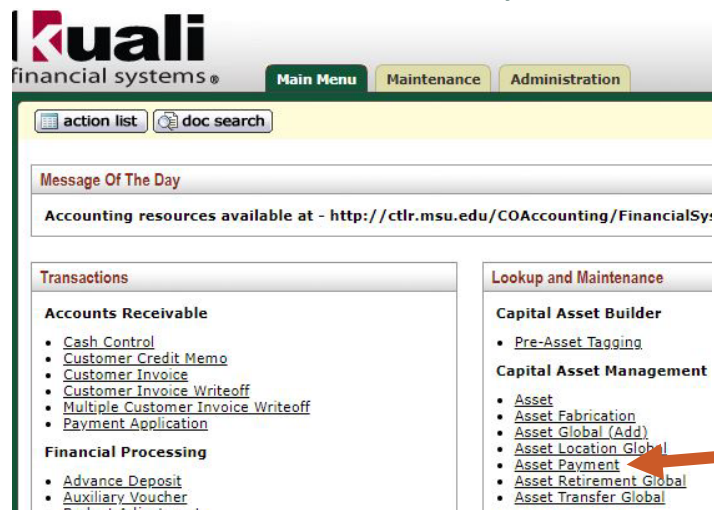 kuali
financial systems®
Main Menu Maintenance Administration
action list doc search
Message Of The Day
Accounting resources available at - http://ctlr.msu.edu/COAccounting/FinancialSys
Transactions
Accounts Receivable
• Cash Control
• Customer Credit Memo
• Customer Invoice
• Customer Invoice Writeoff
• Multiple Customer Invoice Writeoff
• Payment Application
Financial Processing
• Advance Deposit
• Auxiliary Voucher
Lookup and Maintenance
Capital Asset Builder
• Pre-Asset Tagging
Capital Asset Management
• Asset
• Asset Fabrication
• Asset Global (Add)
• Asset Location Global
• Asset Payment
• Asset Retirement Global
• Asset Transfer Global